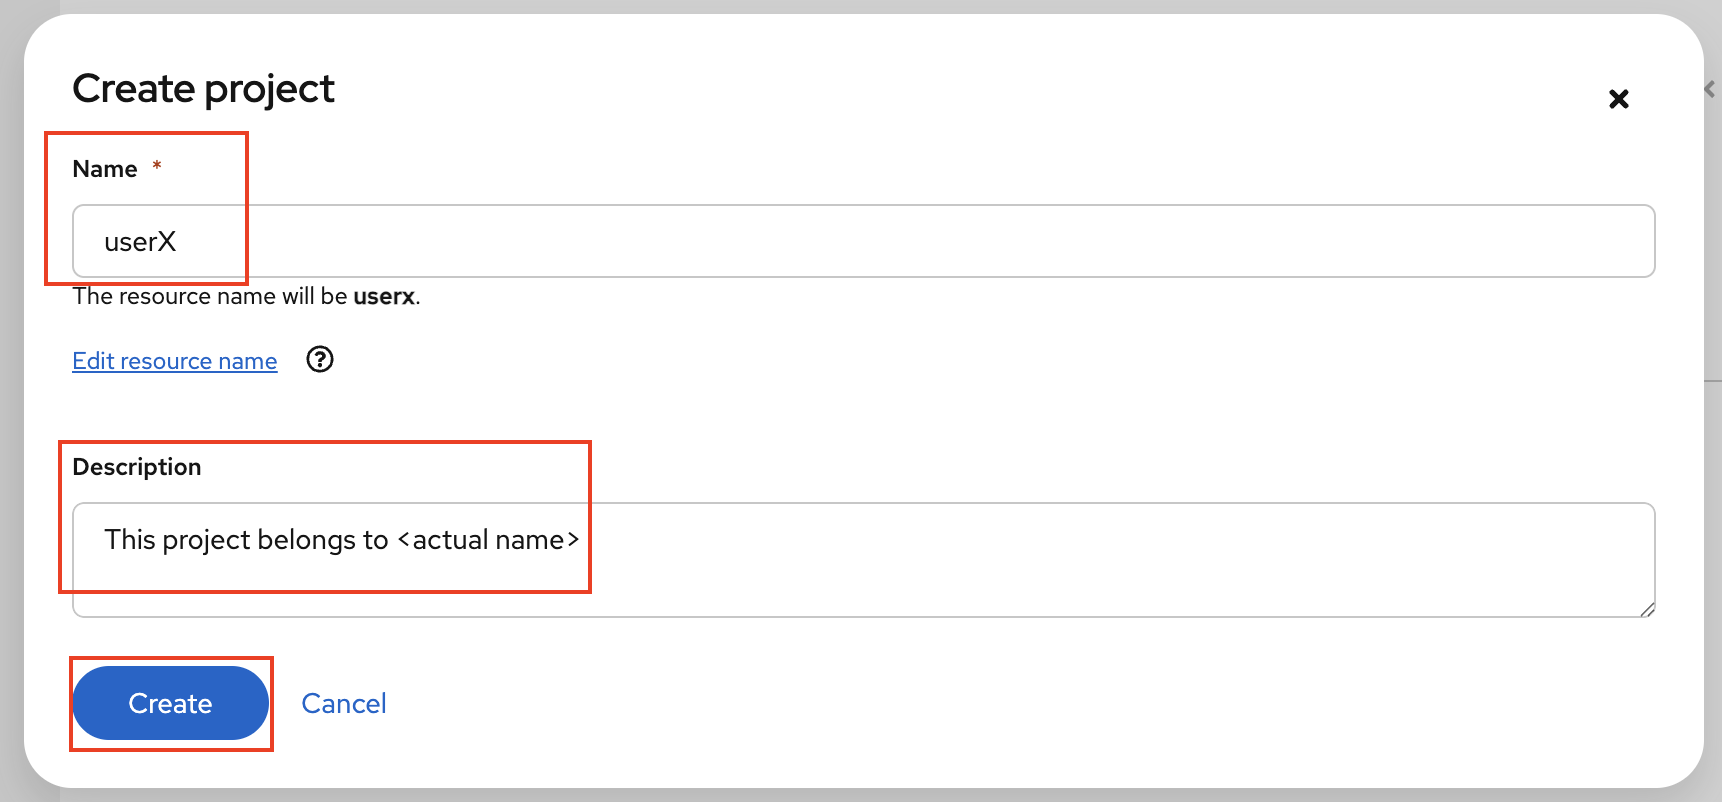 Create project
Name *
userX
The resource name will be userx.
Edit resource name
Description
This project belongs to <actual name>
Create
Cancel